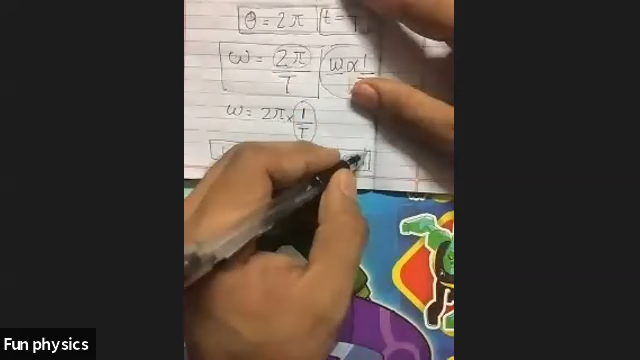 θ = 2π t = T
ω = 2π/T ω ∝ 1/T
ω = 2π × 1/T
Fun physics